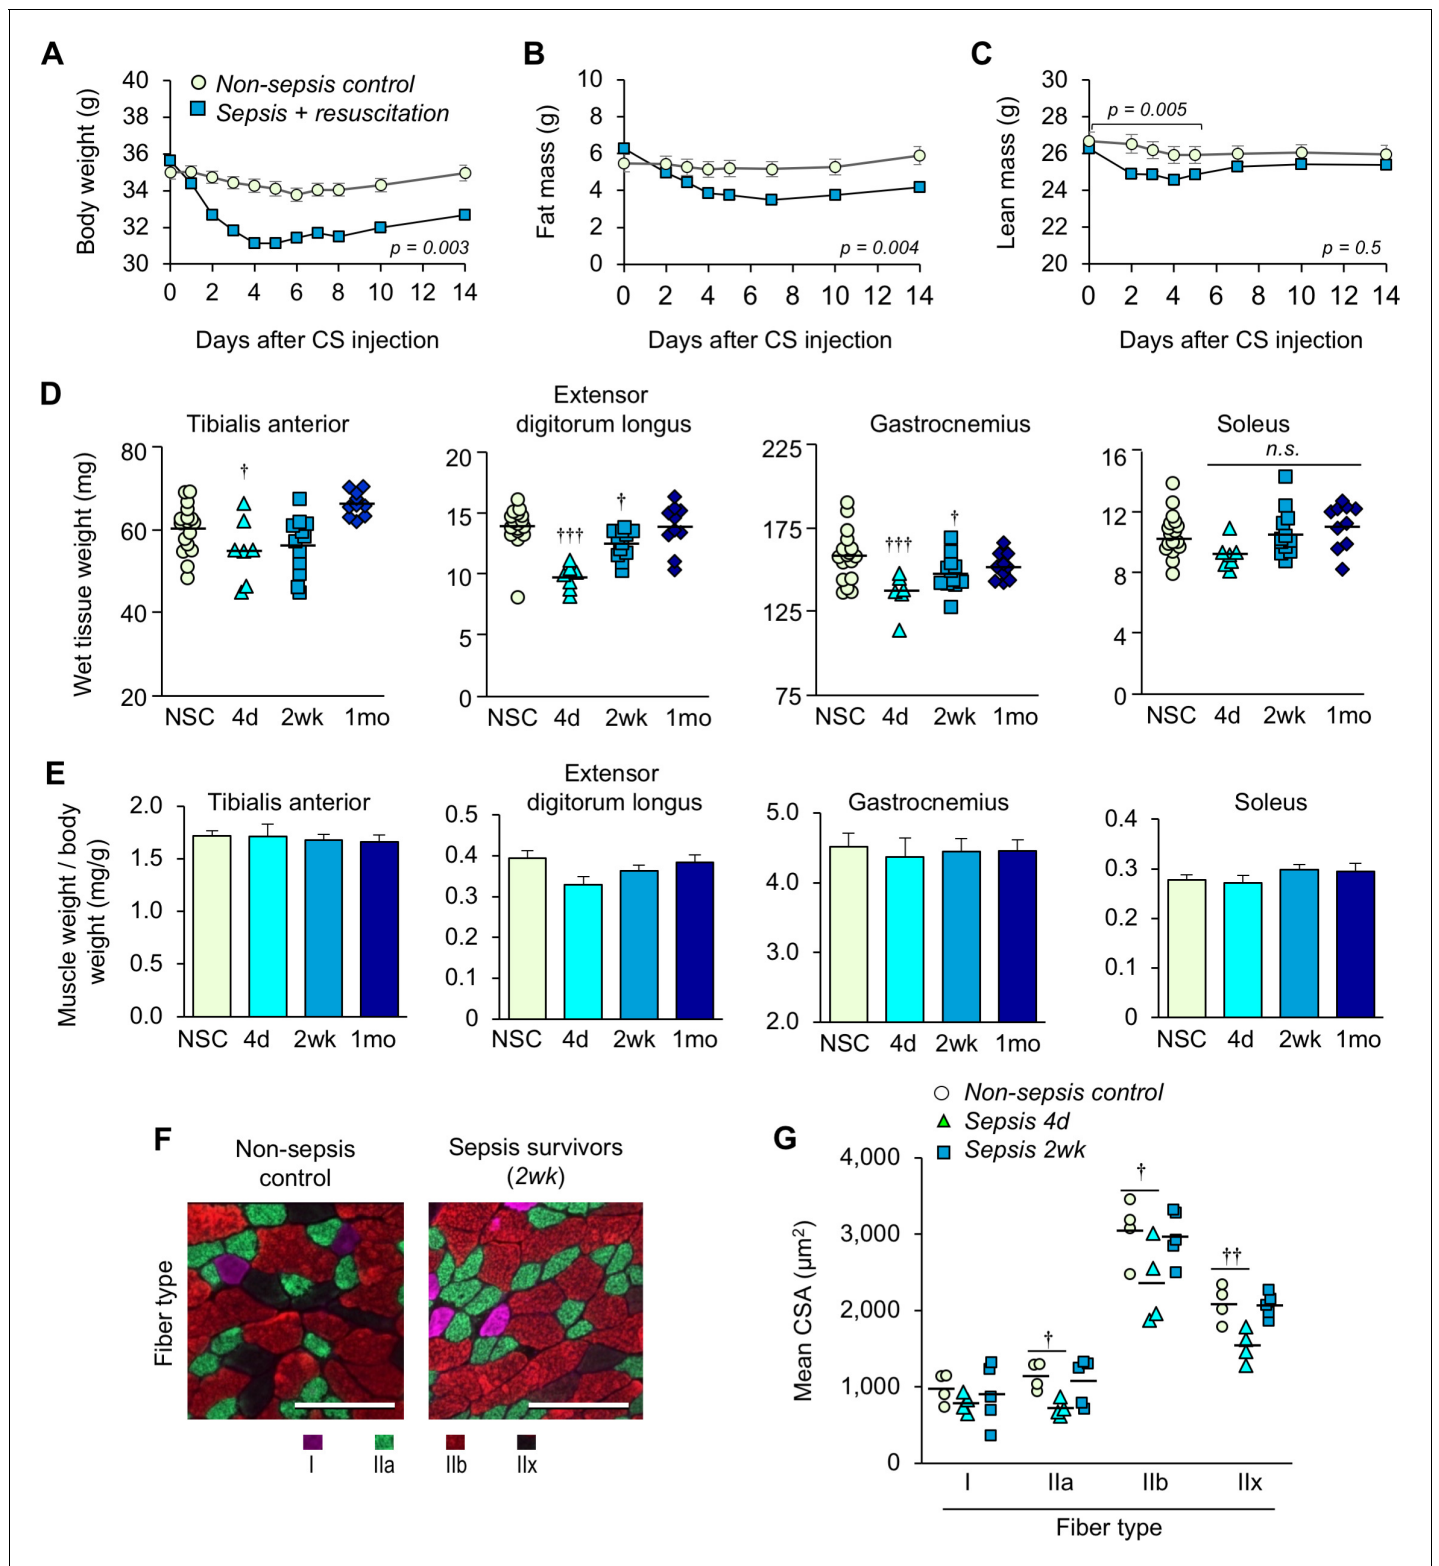 A
Body weight (g)
40
38
36
34
32
30
Non-sepsis control
Sepsis + resuscitation
p = 0.003
0 2 4 6 8 10 14
Days after CS injection
B
Fat mass (g)
10
8
6
4
2
0
p = 0.004
0 2 4 6 8 10 12 14
Days after CS injection
C
Lean mass (g)
30
28
26
24
22
20
p = 0.005
p = 0.5
0 2 4 6 8 10 12 14
Days after CS injection
D
Wet tissue weight (mg)
Tibialis anterior
80
60
40
20
†
NSC 4d 2wk 1mo
Extensor
digitorum longus
20
15
10
5
0
†††
†
NSC 4d 2wk 1mo
Gastrocnemius
225
175
125
75
†††
†
NSC 4d 2wk 1mo
Soleus
n.s.
16
12
8
4
0
NSC 4d 2wk 1mo
E
Muscle weight / body
weight (mg/g)
Tibialis anterior
2.0
1.5
1.0
0.5
0.0
NSC 4d 2wk 1mo
Extensor
digitorum longus
0.5
0.4
0.3
0.2
0.1
0
NSC 4d 2wk 1mo
Gastrocnemius
5.0
4.0
3.0
2.0
NSC 4d 2wk 1mo
Soleus
0.4
0.3
0.2
0.1
0
NSC 4d 2wk 1mo
F
Non-sepsis
control
Sepsis survivors
(2wk)
Fiber type
I IIa IIb IIx
G
Non-sepsis control
Sepsis 4d
Sepsis 2wk
Mean CSA (µm²)
4,000
3,000
2,000
1,000
0
†
†
††
I IIa IIb IIx
Fiber type